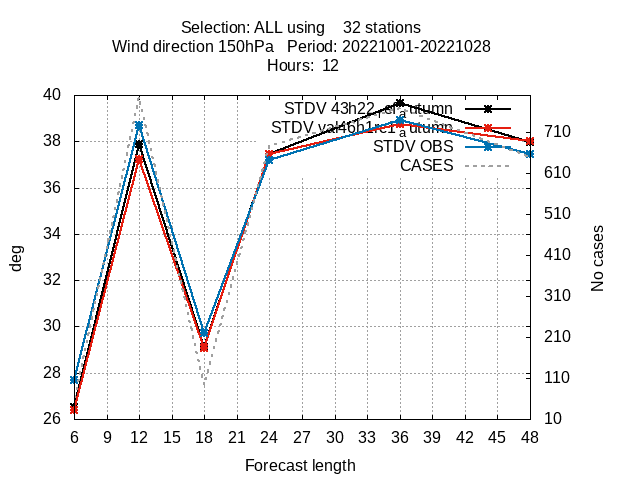 Selection: ALL using 32 stations
Wind direction 150hPa Period: 20221001-20221028
Hours: 12
STDV OBS
CASES
STDV
STDV
40
38
36
34
32
30
28
26
deg
710
610
510
410
310
210
110
10
No cases
6 9 12 15 18 21 24 27 30 33 36 39 42 45 48
Forecast length